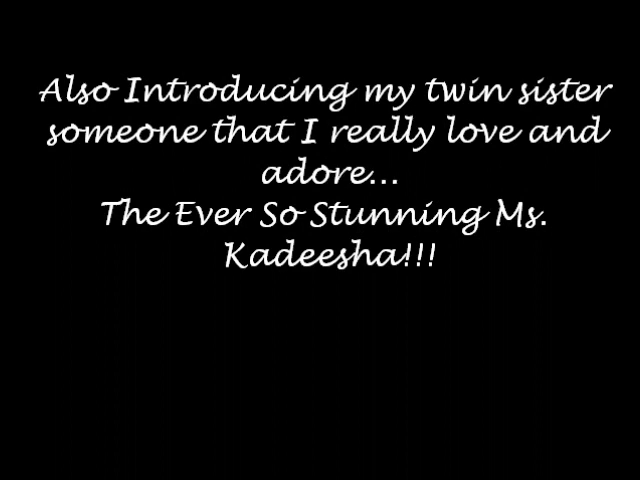 Also Introducing my twin sister
someone that I really love and
adore...
The Ever So Stunning Ms.
Kadeesha!!!